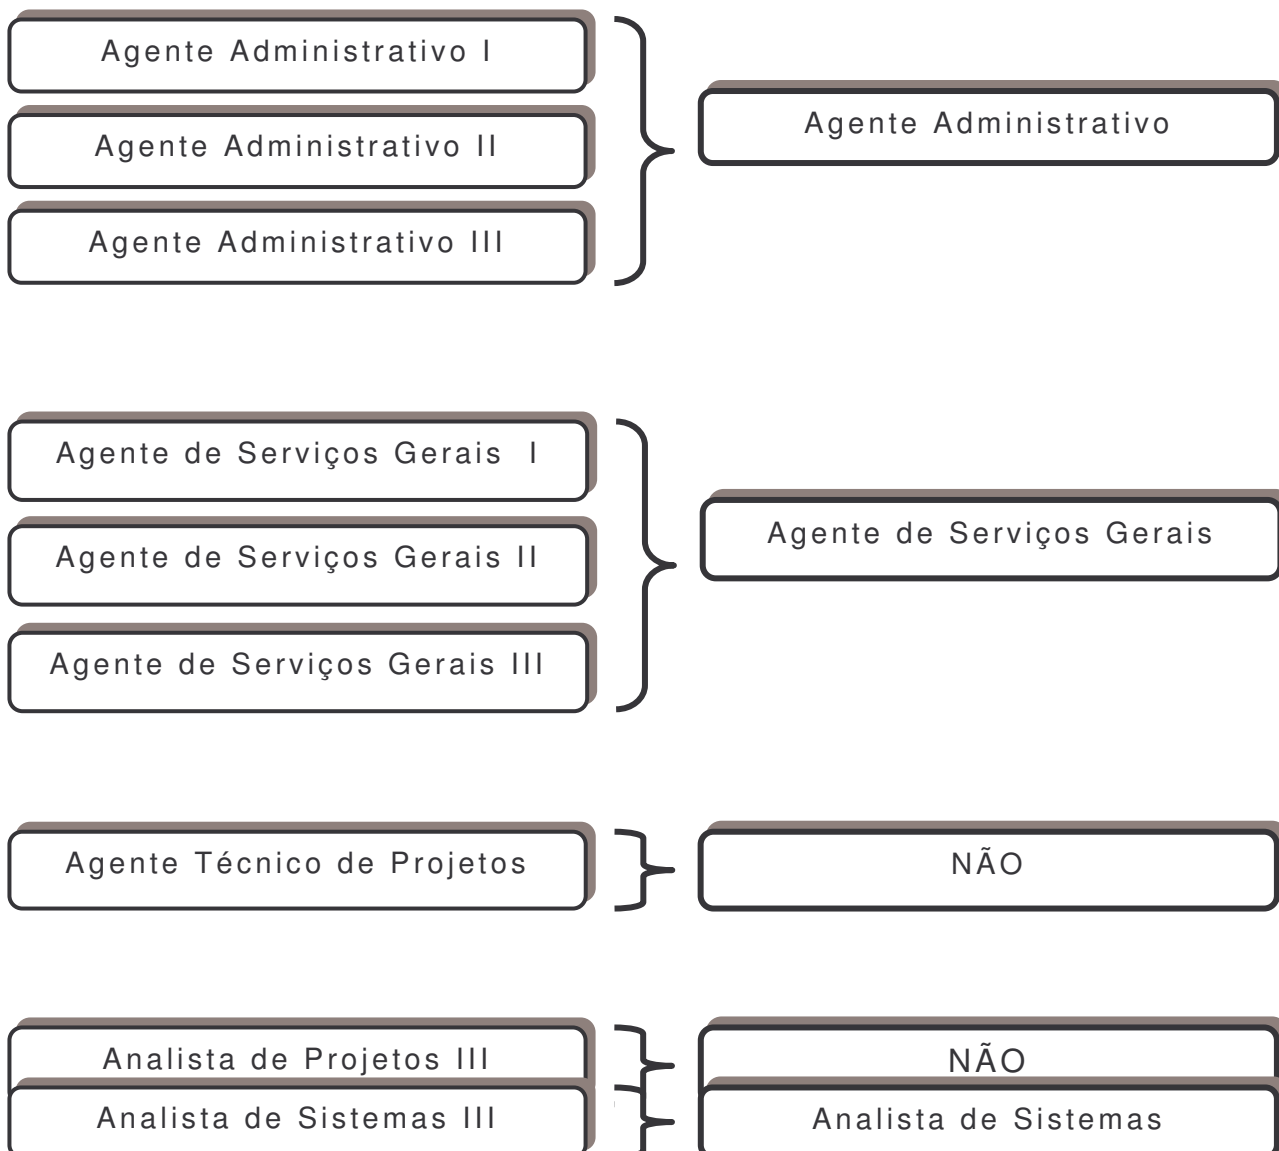 Agente Administrativo I
Agente Administrativo II
Agente Administrativo III
Agente Administrativo
Agente de Serviços Gerais I
Agente de Serviços Gerais II
Agente de Serviços Gerais III
Agente de Serviços Gerais
Agente Técnico de Projetos
NÃO
Analista de Projetos III
NÃO
Analista de Sistemas III
Analista de Sistemas